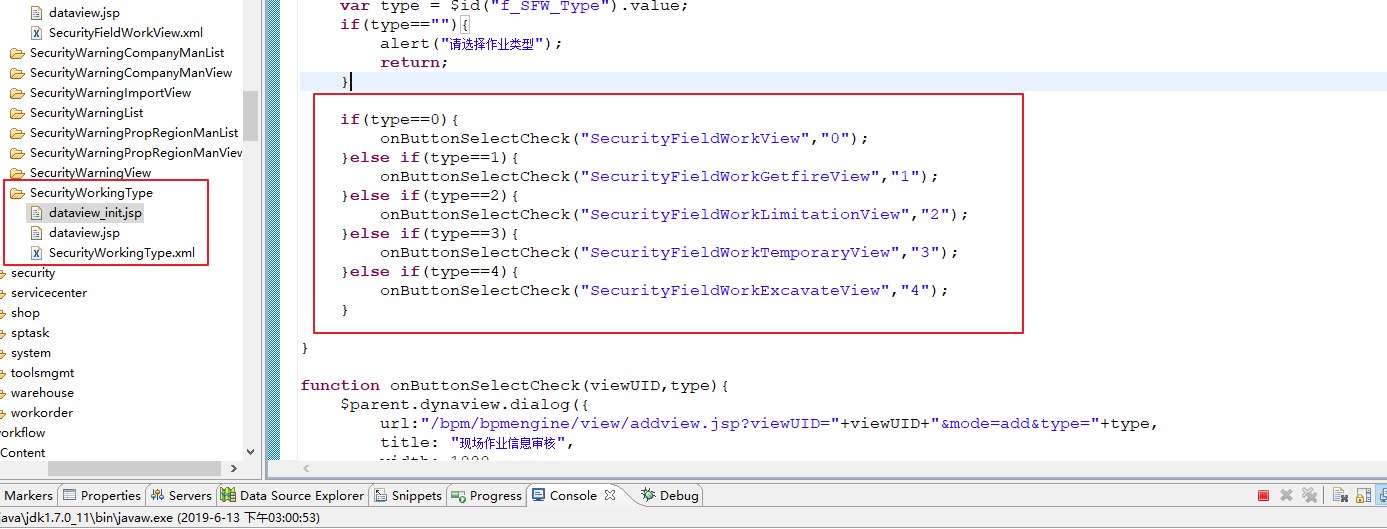 dataview.jsp
SecurityFieldWorkView.xml
SecurityWarningCompanyManList
SecurityWarningCompanyManView
SecurityWarningImportView
SecurityWarningList
SecurityWarningPropRegionManList
SecurityWarningPropRegionManView
SecurityWarningView
SecurityWorkingType
dataview_init.jsp
dataview.jsp
SecurityWorkingType.xml
security
servicecenter
shop
sptask
system
toolsmgmt
warehouse
workorder
orkflow
Content
var type = $id("f_SFW_Type").value;
if(type==""){
alert("请选择作业类型");
return;
}
if(type==0){
onButtonSelectCheck("SecurityFieldWorkView","0");
}else if(type==1){
onButtonSelectCheck("SecurityFieldWorkGetfireView","1");
}else if(type==2){
onButtonSelectCheck("SecurityFieldWorkLimitationView","2");
}else if(type==3){
onButtonSelectCheck("SecurityFieldWorkTemporaryView","3");
}else if(type==4){
onButtonSelectCheck("SecurityFieldWorkExcavateView","4");
}
}
function onButtonSelectCheck(viewUID,type){
$parent.dynaview.dialog({
url:"/bpm/bpmengine/view/addview.jsp?viewUID="+viewUID+"&mode=add&type="+type,
title: "现场作业信息审核",
width: 1000
Markers Properties Servers Data Source Explorer Snippets Progress Console Debug
java\jdk1.7.0_11\bin\javaw.exe (2019-6-13 下午03:00:53)